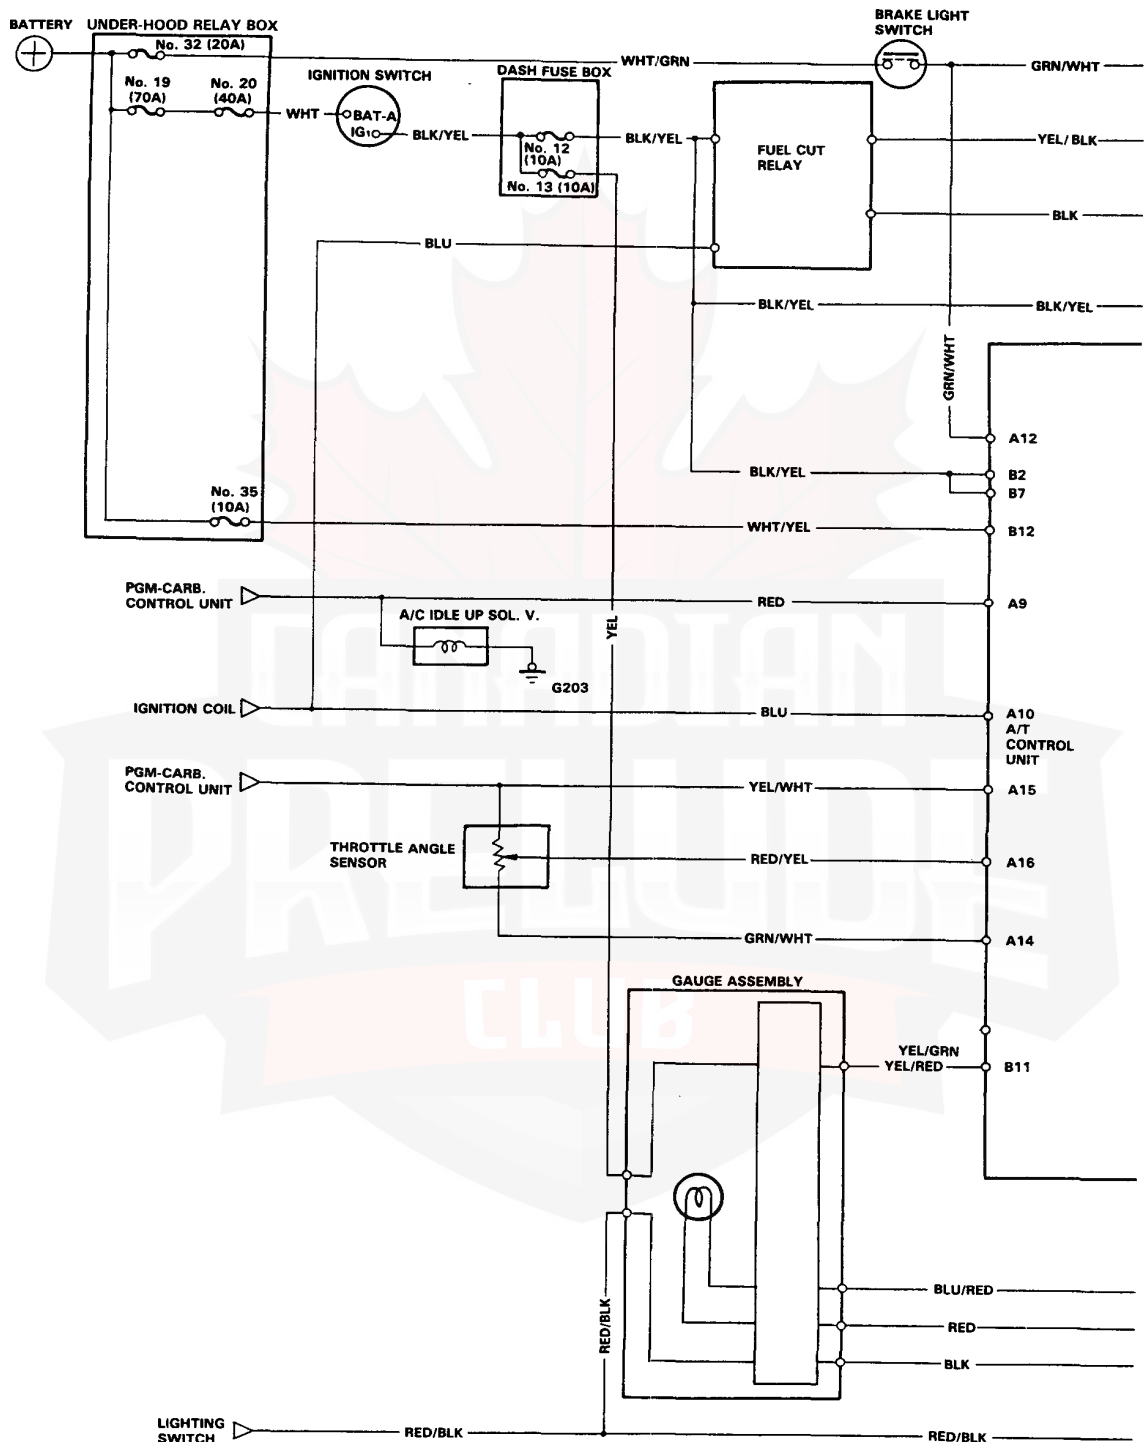 BATTERY
UNDER-HOOD RELAY BOX
BRAKE LIGHT
SWITCH
No. 32 (20A)
WHT/GRN
GRN/WHT
No. 19
(70A)
No. 20
(40A)
IGNITION SWITCH
DASH FUSE BOX
WHT
BAT-A
IG1
BLK/YEL
No. 12
(10A)
No. 13 (10A)
BLK/YEL
FUEL CUT
RELAY
YEL/BLK
BLK
BLU
BLK/YEL
BLK/YEL
GRN/WHT
A12
BLK/YEL
B2
B7
No. 35
(10A)
WHT/YEL
B12
PGM-CARB.
CONTROL UNIT
RED
A9
A/C IDLE UP SOL. V.
YEL
G203
IGNITION COIL
BLU
A10
A/T
CONTROL
UNIT
PGM-CARB.
CONTROL UNIT
YEL/WHT
A15
THROTTLE ANGLE
SENSOR
RED/YEL
A16
GRN/WHT
A14
GAUGE ASSEMBLY
YEL/GRN
YEL/RED
B11
BLU/RED
RED
BLK
RED/BLK
LIGHTING
SWITCH
RED/BLK
RED/BLK
CANADIAN
PRELUDE
CLUB